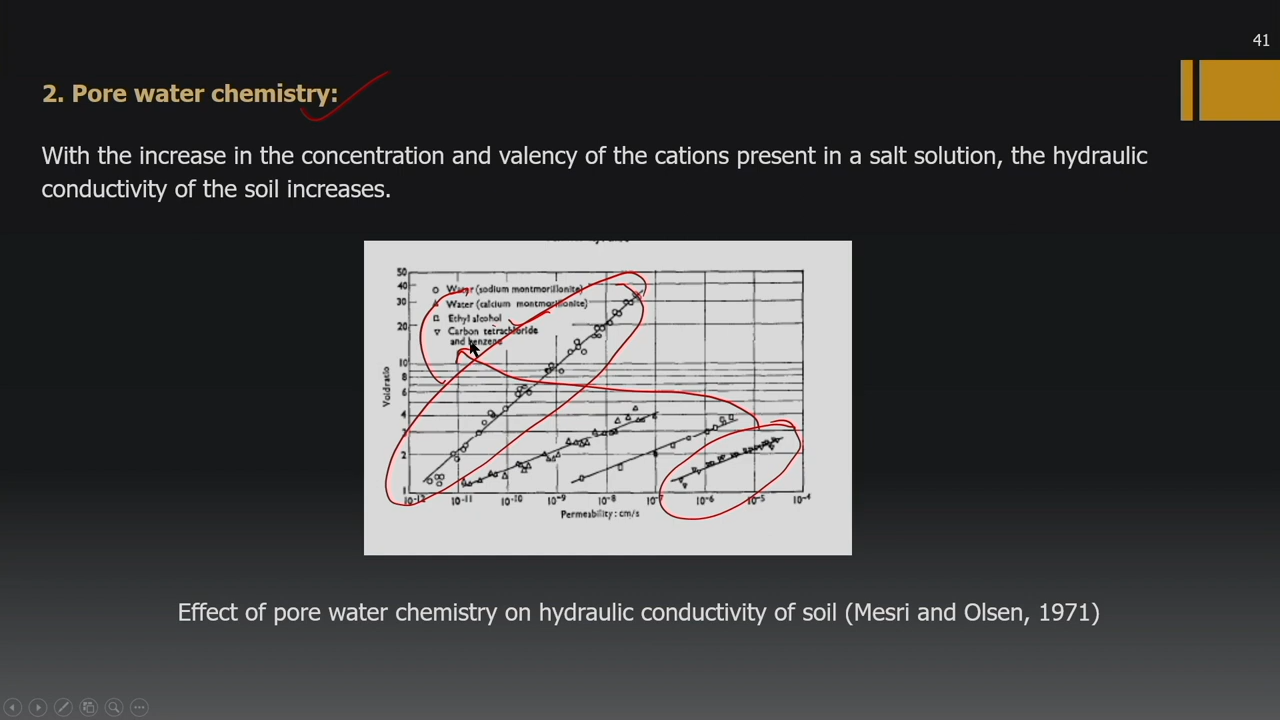 41
2. Pore water chemistry:
With the increase in the concentration and valency of the cations present in a salt solution, the hydraulic
conductivity of the soil increases.
50
40
30
20
10
8
6
4
3
2
1
Voidratio
Water (sodium montmorillonite)
Water (calcium montmorillonite)
Ethyl alcohol
Carbon tetrachloride
and benzene
10-12 10-11 10-10 10-9 10-8 10-7 10-6 10-5 10-4
Permeability: cm/s
Effect of pore water chemistry on hydraulic conductivity of soil (Mesri and Olsen, 1971)